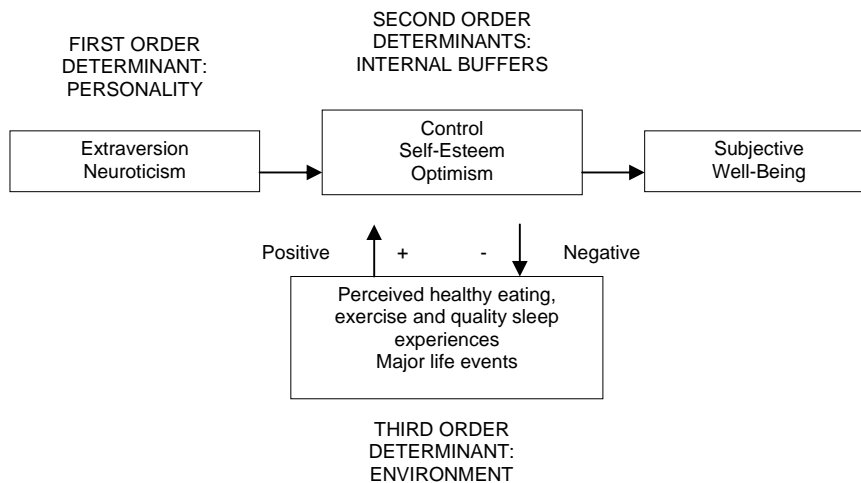 FIRST ORDER
DETERMINANT:
PERSONALITY
SECOND ORDER
DETERMINANTS:
INTERNAL BUFFERS
Extraversion
Neuroticism
Control
Self-Esteem
Optimism
Subjective
Well-Being
Positive + - Negative
Perceived healthy eating,
exercise and quality sleep
experiences
Major life events
THIRD ORDER
DETERMINANT:
ENVIRONMENT